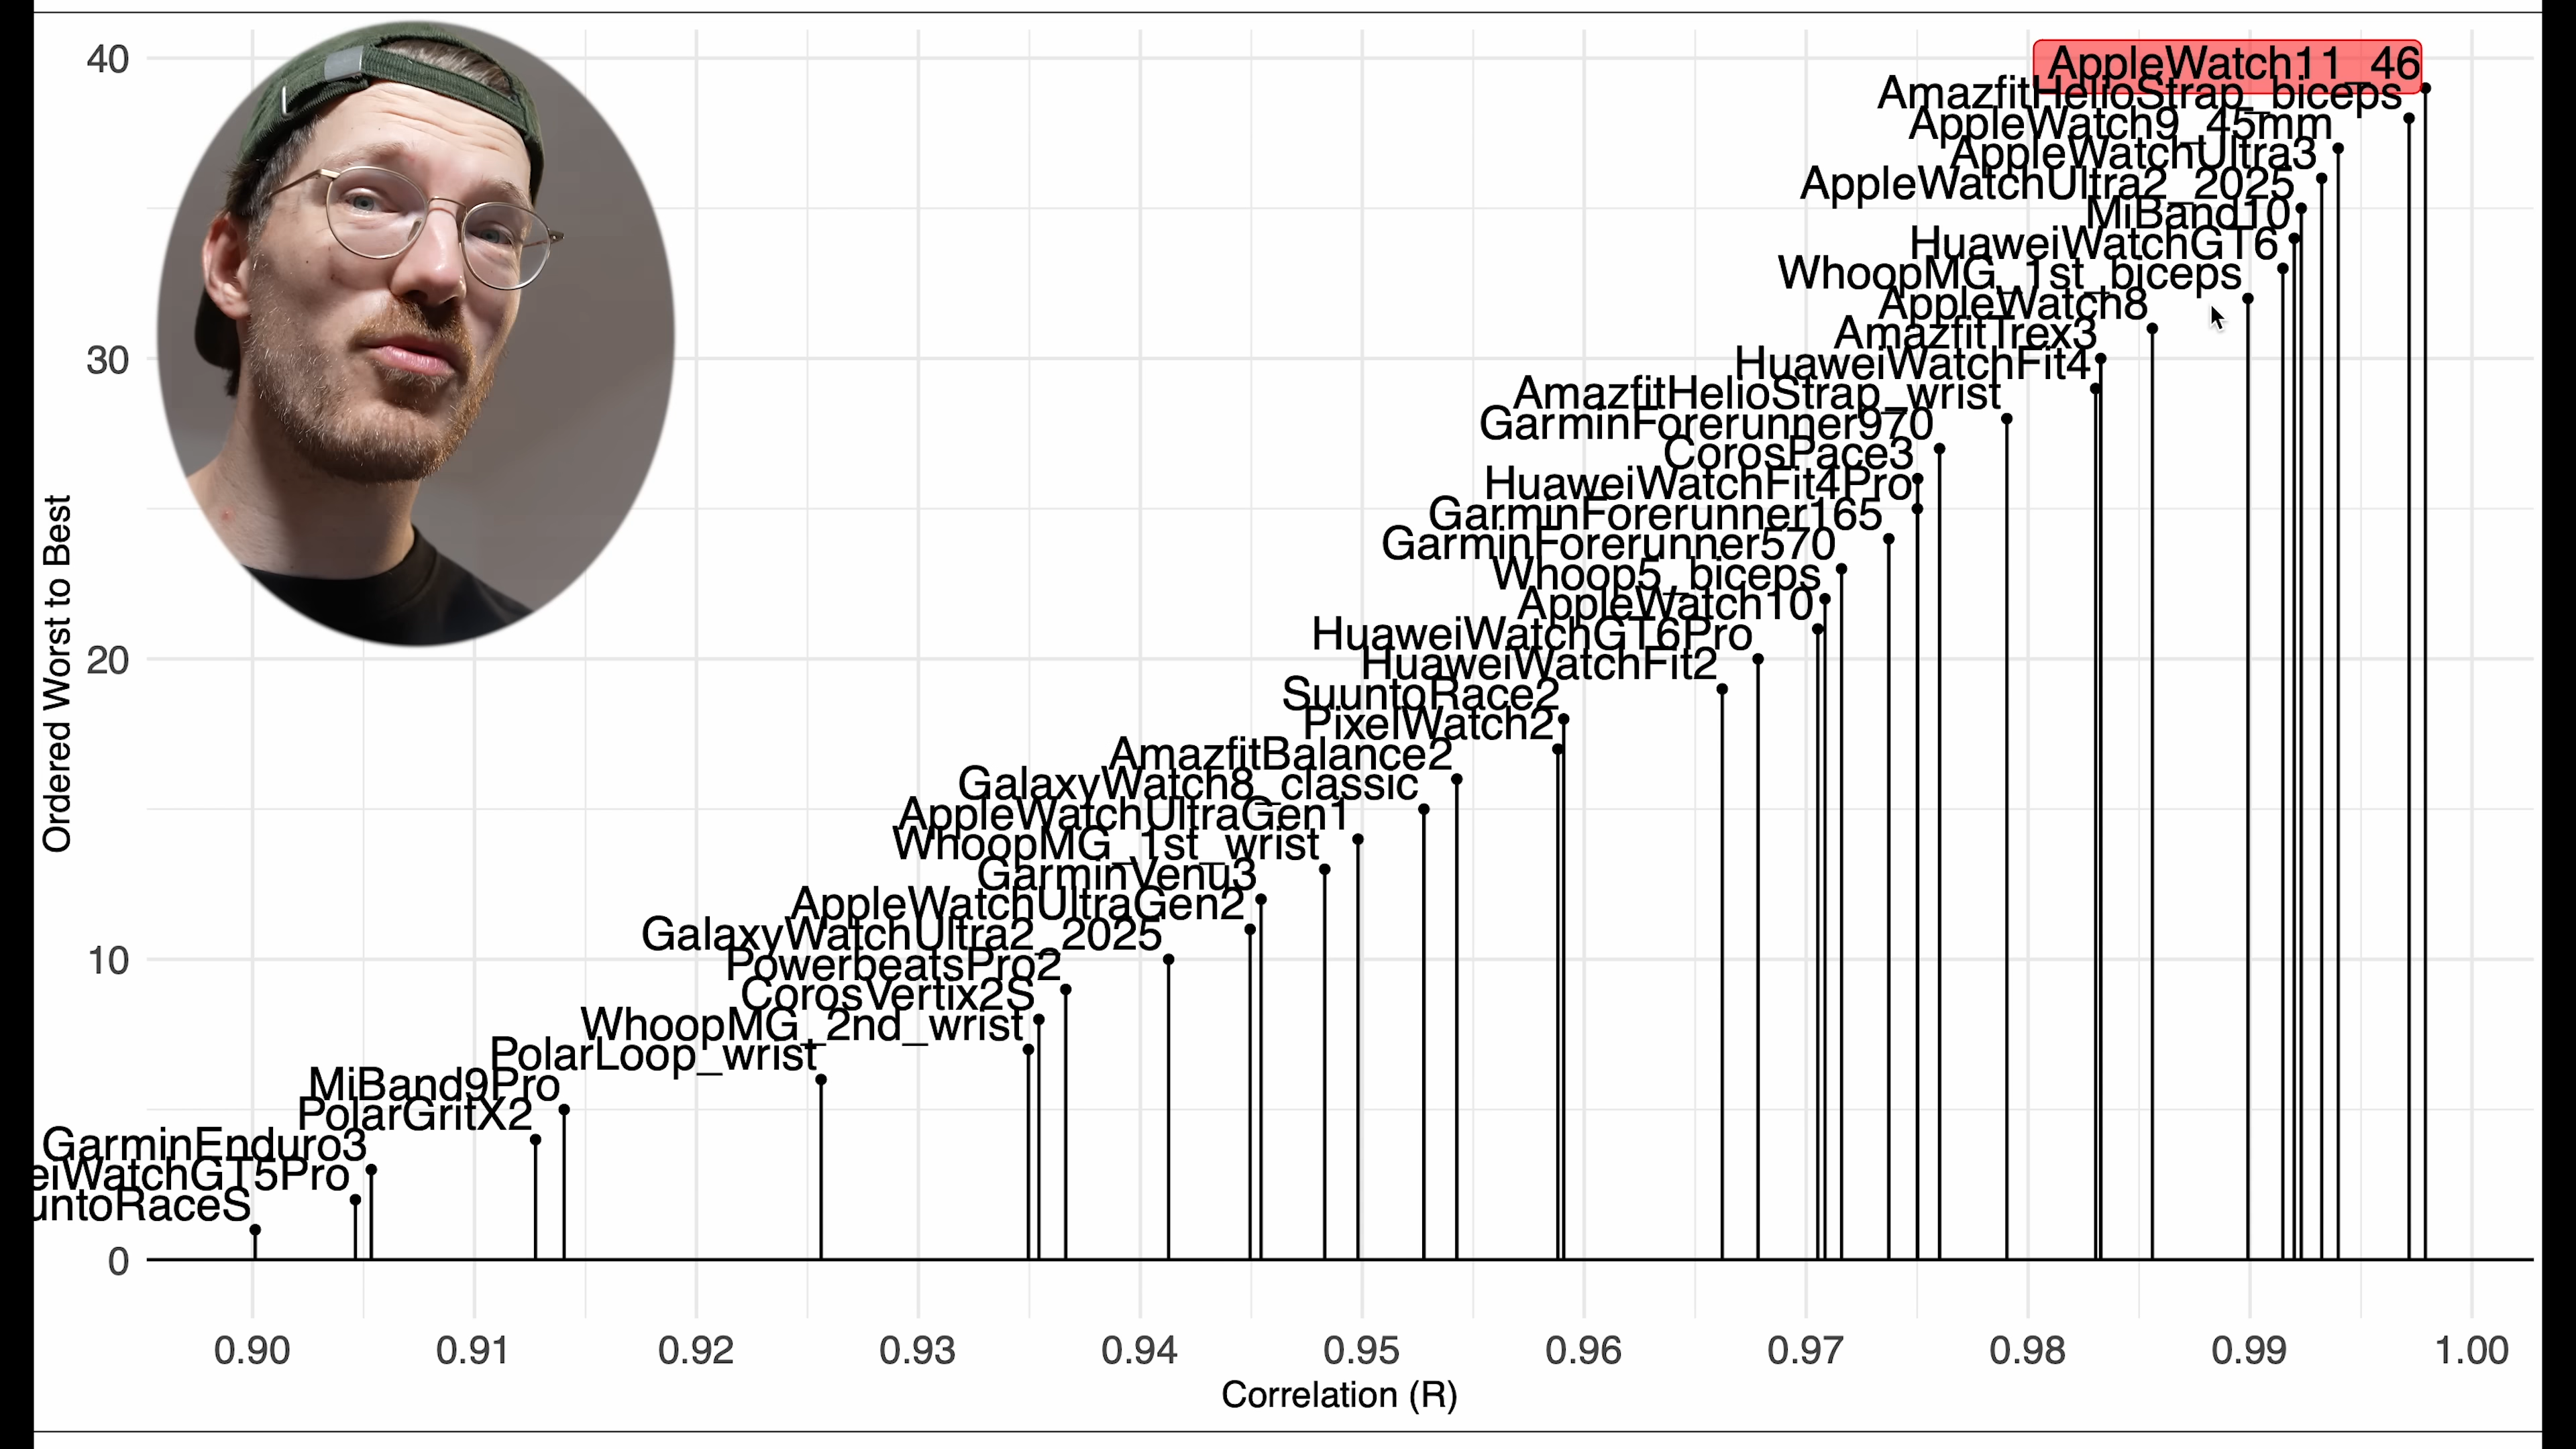 40
AppleWatch11_46
AmazfitHelioStrap_biceps
AppleWatch9_45mm
AppleWatchUltra3
AppleWatchUltra2_2025
MiBand10
HuaweiWatchGT6
WhoopMG_1st_biceps
AppleWatch8
AmazfitTrex3
30
HuaweiWatchFit4
AmazfitHelioStrap_wrist
GarminForerunner970
CorosPace3
HuaweiWatchFit4Pro
GarminForerunner165
GarminForerunner570
Whoop5_biceps
AppleWatch10
HuaweiWatchGT6Pro
20
HuaweiWatchFit2
SuuntoRace2
PixelWatch2
AmazfitBalance2
GalaxyWatch8_classic
AppleWatchUltraGen1
WhoopMG_1st_wrist
GarminVenu3
AppleWatchUltraGen2
GalaxyWatchUltra2_2025
10
PowerbeatsPro2
CorosVertix2S
WhoopMG_2nd_wrist
PolarLoop_wrist
MiBand9Pro
PolarGritX2
GarminEnduro3
eiWatchGT5Pro
untoRaceS
0
Ordered Worst to Best
0.90 0.91 0.92 0.93 0.94 0.95 0.96 0.97 0.98 0.99 1.00
Correlation (R)